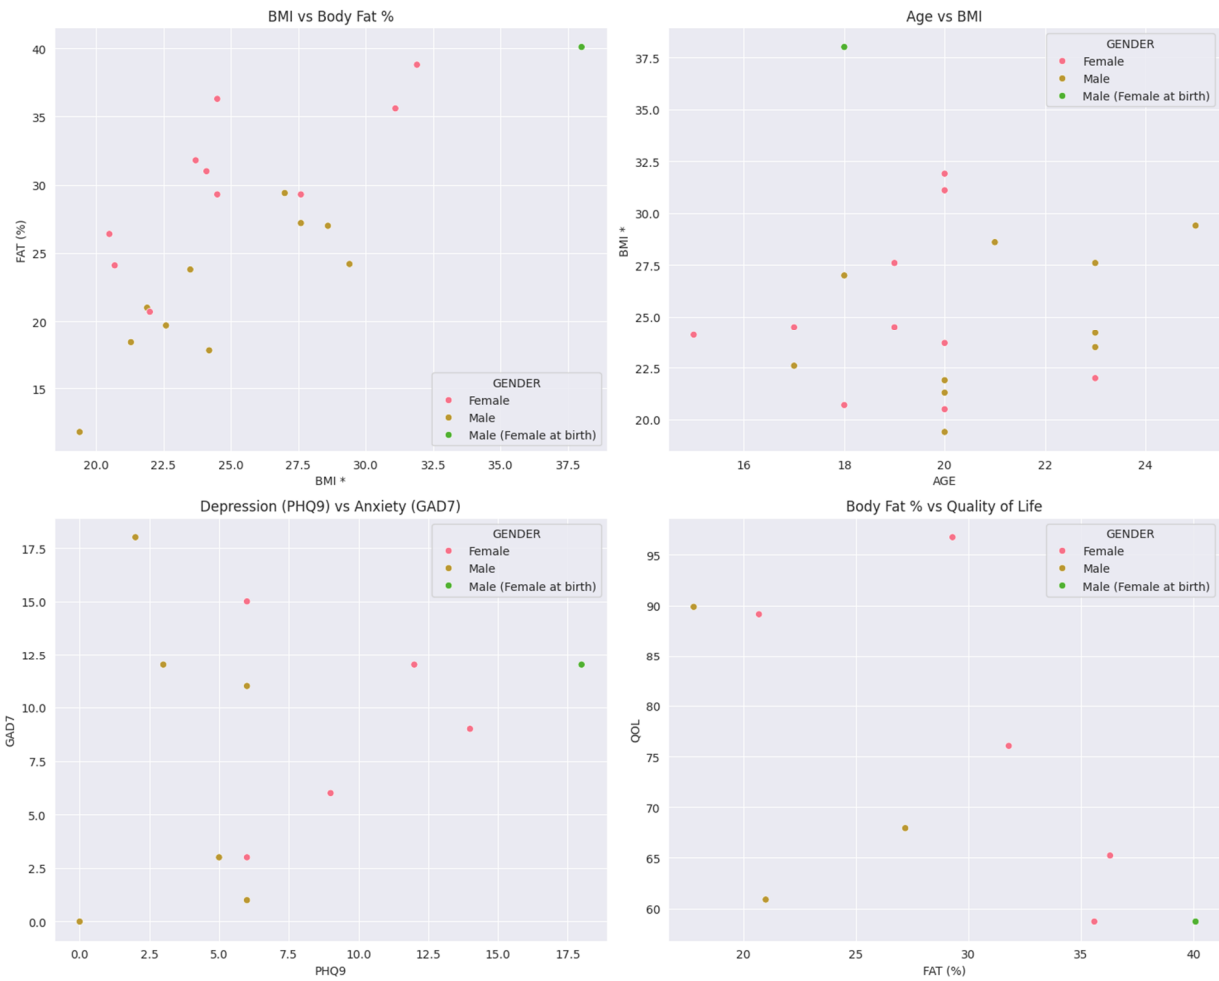 BMI vs Body Fat %
40
35
30
25
20
15
FAT (%)
20.0 22.5 25.0 27.5 30.0 32.5 35.0 37.5
BMI *
GENDER
Female
Male
Male (Female at birth)
Age vs BMI
37.5
35.0
32.5
30.0
27.5
25.0
22.5
20.0
BMI *
16 18 20 22 24
AGE
GENDER
Female
Male
Male (Female at birth)
Depression (PHQ9) vs Anxiety (GAD7)
17.5
15.0
12.5
10.0
7.5
5.0
2.5
0.0
GAD7
0.0 2.5 5.0 7.5 10.0 12.5 15.0 17.5
PHQ9
GENDER
Female
Male
Male (Female at birth)
Body Fat % vs Quality of Life
95
90
85
80
75
70
65
60
QOL
20 25 30 35 40
FAT (%)
GENDER
Female
Male
Male (Female at birth)